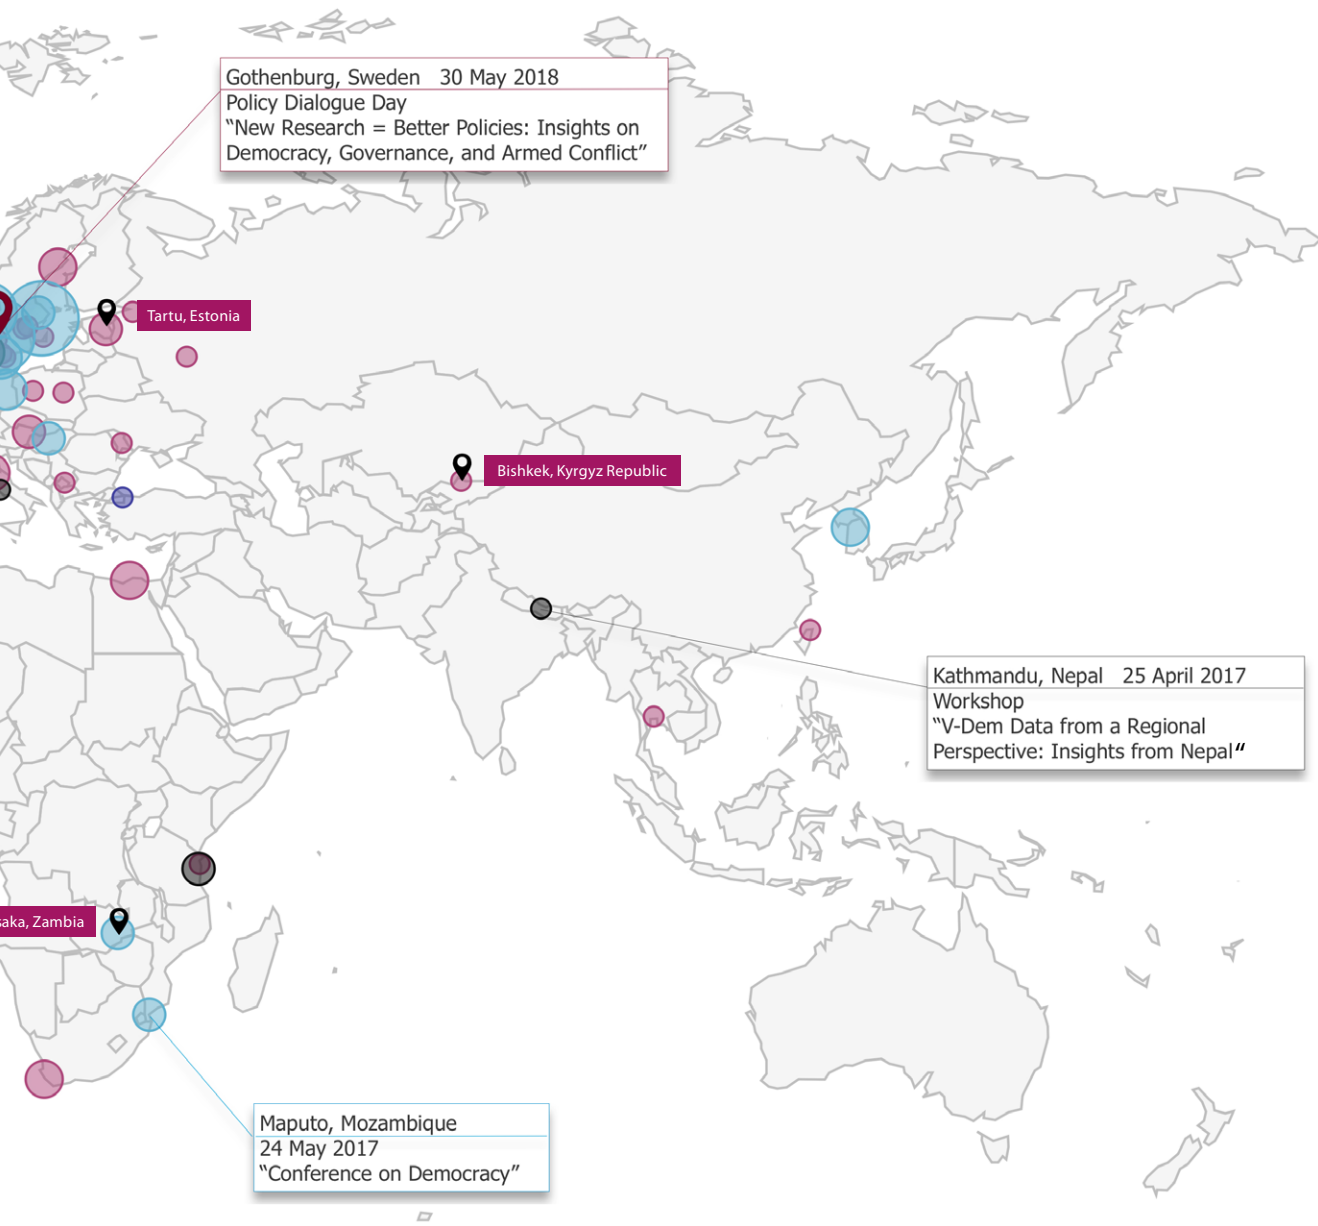 Gothenburg, Sweden 30 May 2018
Policy Dialogue Day
“New Research = Better Policies: Insights on
Democracy, Governance, and Armed Conflict”
Tartu, Estonia
Bishkek, Kyrgyz Republic
Kathmandu, Nepal 25 April 2017
Workshop
“V-Dem Data from a Regional
Perspective: Insights from Nepal“
saka, Zambia
Maputo, Mozambique
24 May 2017
“Conference on Democracy”